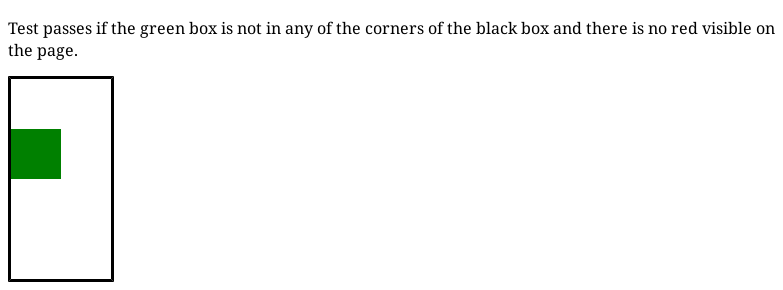 Test passes if the green box is not in any of the corners of the black box and there is no red visible on
the page.